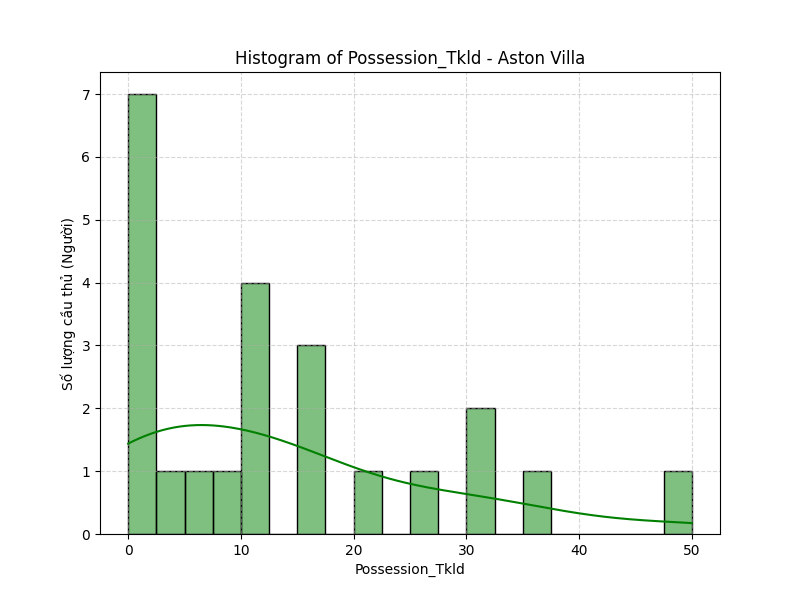 Histogram of Possession_Tkld - Aston Villa
7
6
5
4
3
2
1
0
Số lượng cầu thủ (Người)
0 10 20 30 40 50
Possession_Tkld